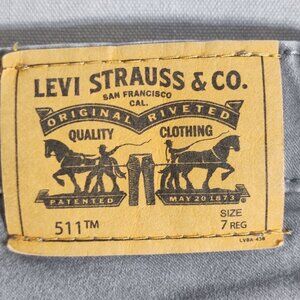 LEVI STRAUSS & CO.
SAN FRANCISCO
CAL.
ORIGINAL RIVETED
QUALITY CLOTHING
PATENTED MAY 20 1873
511™
SIZE
7 REG